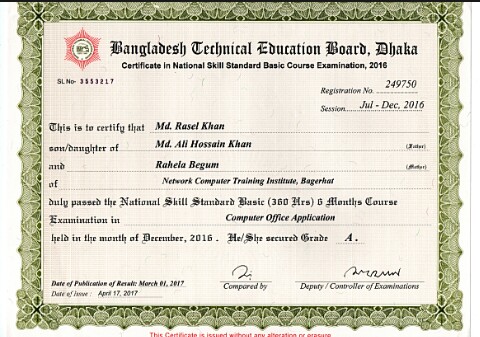 Bangladesh Technical Education Board, Dhaka
Certificate in National Skill Standard Basic Course Examination, 2016
SL No- 3553217
Registration No. 249750
Session Jul - Dec, 2016
This is to certify that Md. Rasel Khan
son/daughter of Md. Ali Hossain Khan (Father)
and Rahela Begum (Mother)
of Network Computer Training Institute, Bagerhat
duly passed the National Skill Standard Basic (360 Hrs) 6 Months Course
Examination in Computer Office Application
held in the month of December, 2016 . He/She secured Grade A .
Date of Publication of Result: March 01, 2017
Date of Issue : April 17, 2017
Compared by
Deputy / Controller of Examinations
This Certificate is issued without any alteration or erasure